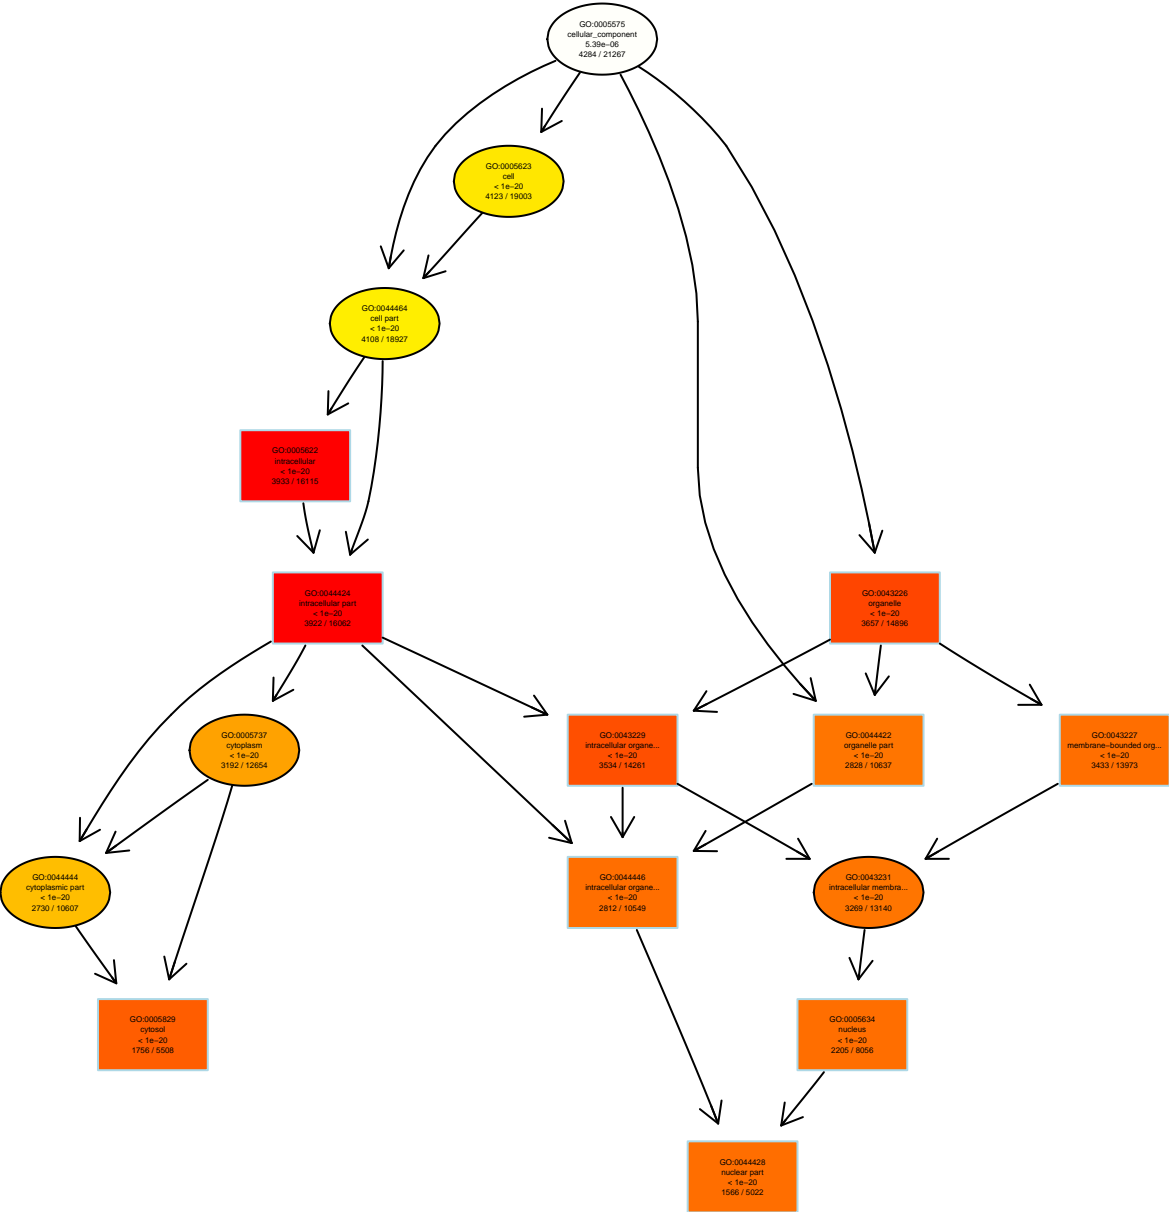 GO:0005575
cellular_component
5.39e−06
4284 / 21267
GO:0005623
cell
< 1e−20
4123 / 19003
GO:0044464
cell part
< 1e−20
4108 / 18927
GO:0005622
intracellular
< 1e−20
3933 / 16115
GO:0044424
intracellular part
< 1e−20
3922 / 16062
GO:0043226
organelle
< 1e−20
3657 / 14896
GO:0005737
cytoplasm
< 1e−20
3192 / 12654
GO:0043229
intracellular organe...
< 1e−20
3534 / 14261
GO:0044422
organelle part
< 1e−20
2828 / 10637
GO:0043227
membrane−bounded org...
< 1e−20
3433 / 13973
GO:0044444
cytoplasmic part
< 1e−20
2730 / 10607
GO:0044446
intracellular organe...
< 1e−20
2812 / 10549
GO:0043231
intracellular membra...
< 1e−20
3269 / 13140
GO:0005829
cytosol
< 1e−20
1756 / 5508
GO:0005634
nucleus
< 1e−20
2205 / 8056
GO:0044428
nuclear part
< 1e−20
1566 / 5022